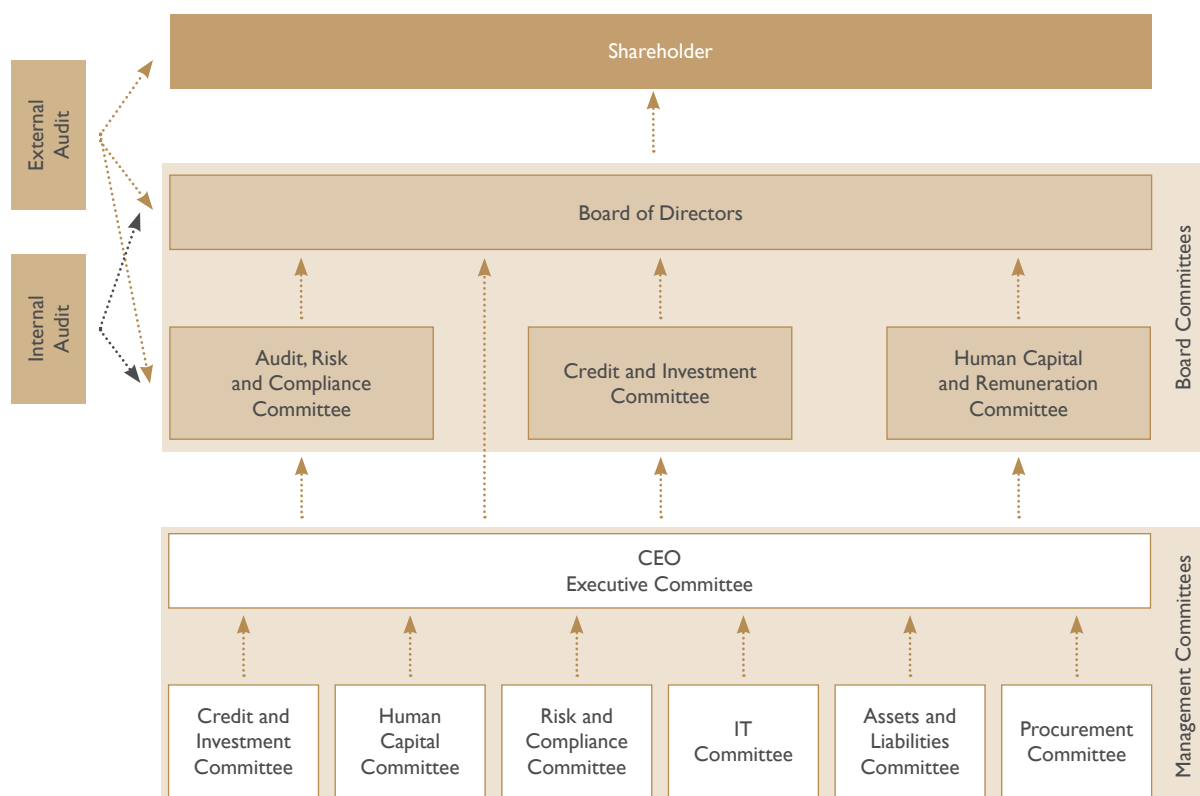 Shareholder
External
Audit
Board of Directors
Internal
Audit
Audit, Risk
and Compliance
Committee
Credit and Investment
Committee
Human Capital
and Remuneration
Committee
Board Committees
CEO
Executive Committee
Credit and
Investment
Committee
Human
Capital
Committee
Risk and
Compliance
Committee
IT
Committee
Assets and
Liabilities
Committee
Procurement
Committee
Management Committees